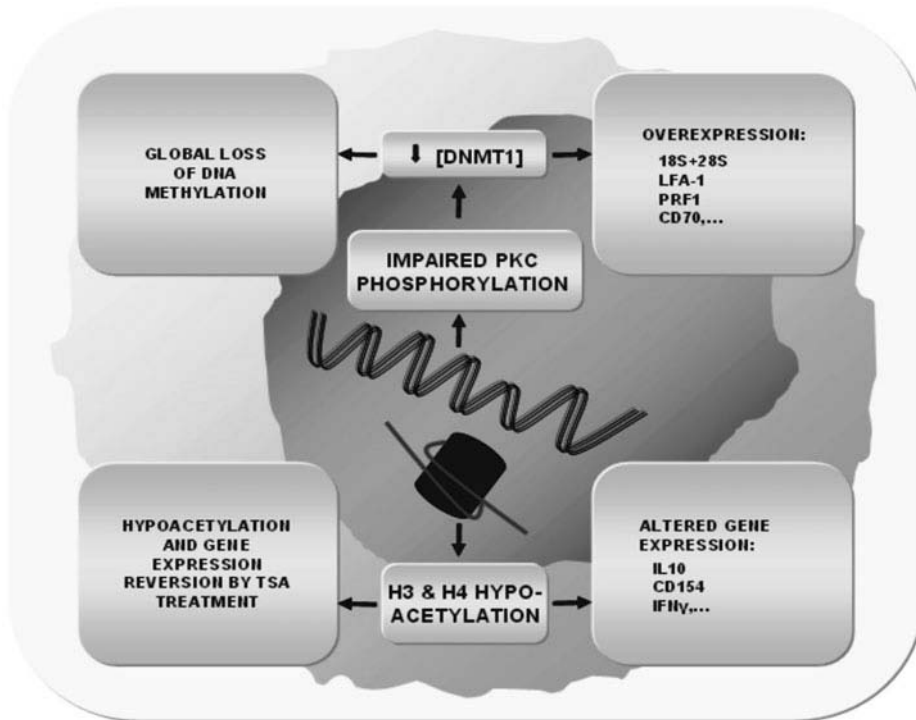 GLOBAL LOSS
OF DNA
METHYLATION
⬇ [DNMT1]
OVEREXPRESSION:
18S+28S
LFA-1
PRF1
CD70,...
IMPAIRED PKC
PHOSPHORYLATION
HYPOACETYLATION
AND GENE
EXPRESSION
REVERSION BY TSA
TREATMENT
H3 & H4 HYPO-
ACETYLATION
ALTERED GENE
EXPRESSION:
IL10
CD154
IFNγ,...